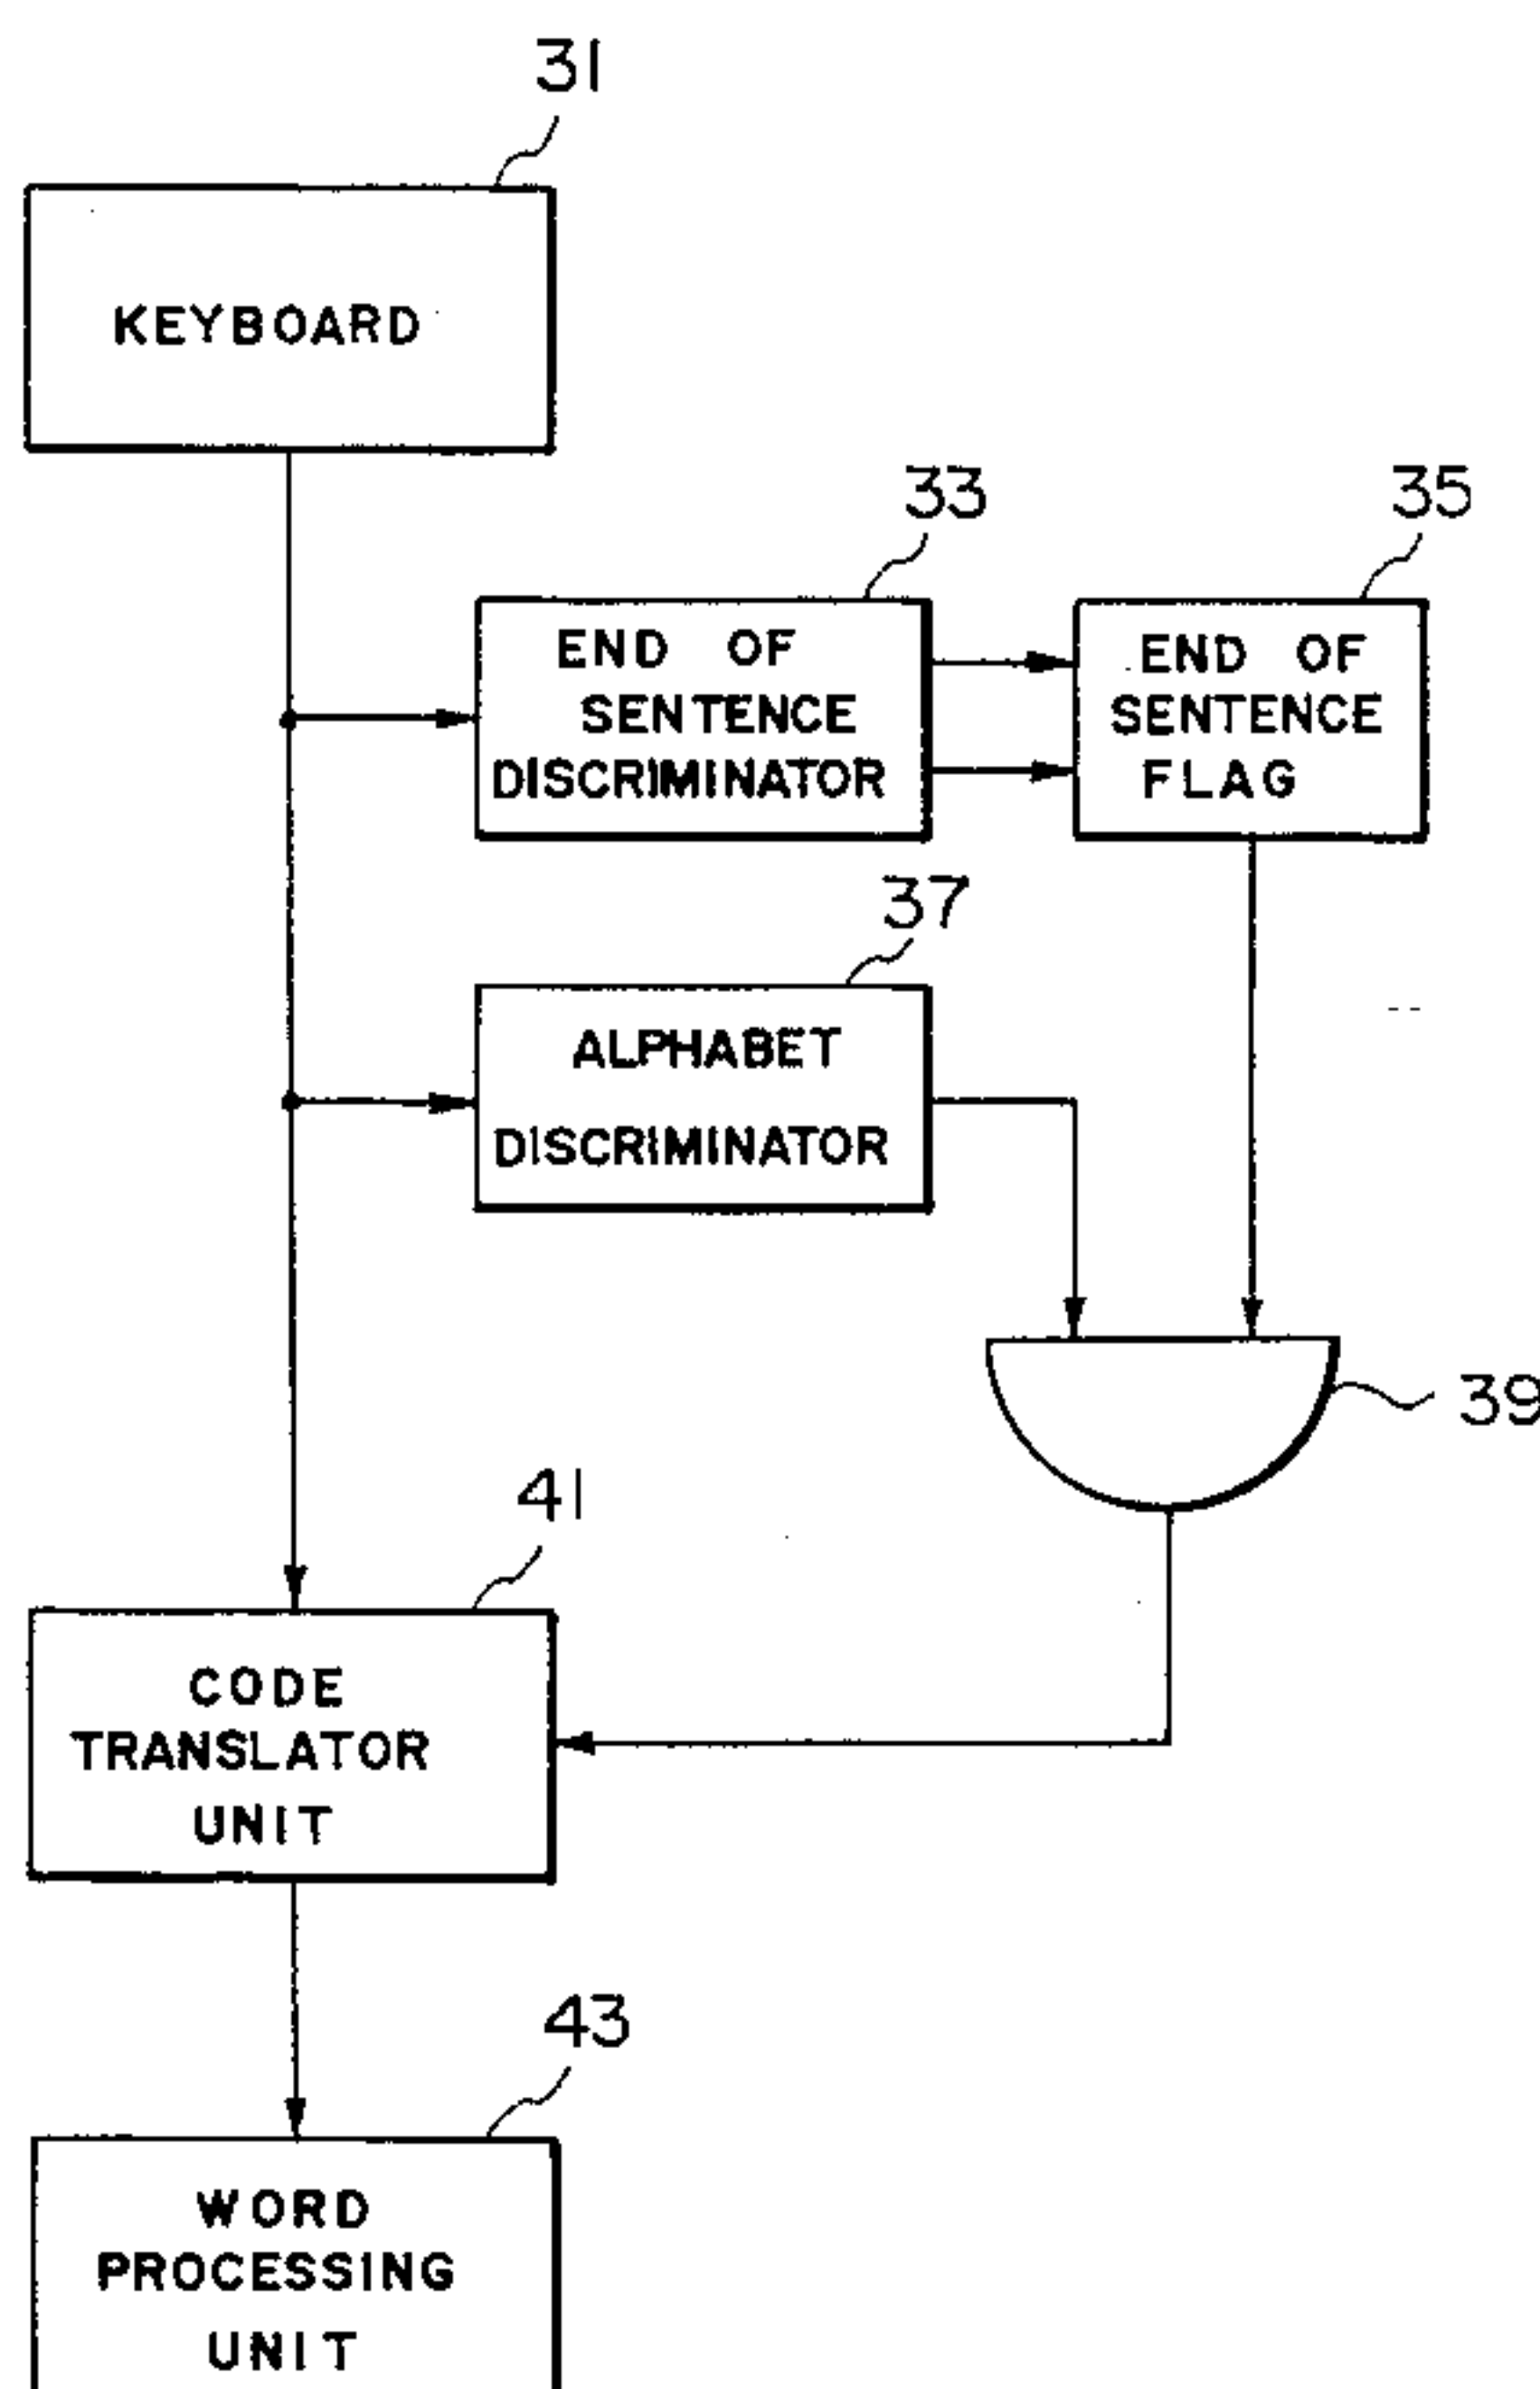 31
KEYBOARD
33
35
END OF
SENTENCE
DISCRIMINATOR
END OF
SENTENCE
FLAG
37
ALPHABET
DISCRIMINATOR
39
41
CODE
TRANSLATOR
UNIT
43
WORD
PROCESSING
UNIT